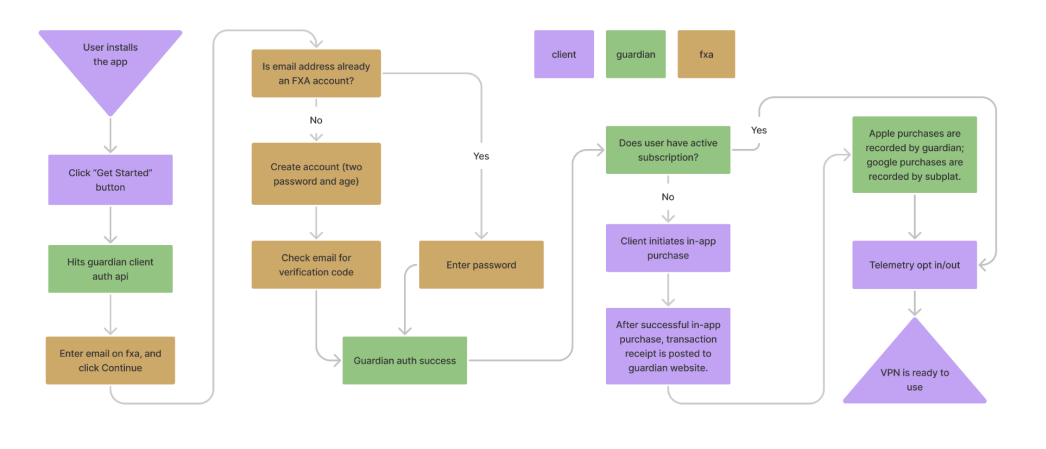 User installs
the app
Click “Get Started”
button
Hits guardian client
auth api
Enter email on fxa, and
click Continue
Is email address already
an FXA account?
No
Yes
Create account (two
password and age)
Check email for
verification code
Enter password
Guardian auth success
client
guardian
fxa
Does user have active
subscription?
Yes
No
Client initiates in-app
purchase
After successful in-app
purchase, transaction
receipt is posted to
guardian website.
Apple purchases are
recorded by guardian;
google purchases are
recorded by subplat.
Telemetry opt in/out
VPN is ready to
use